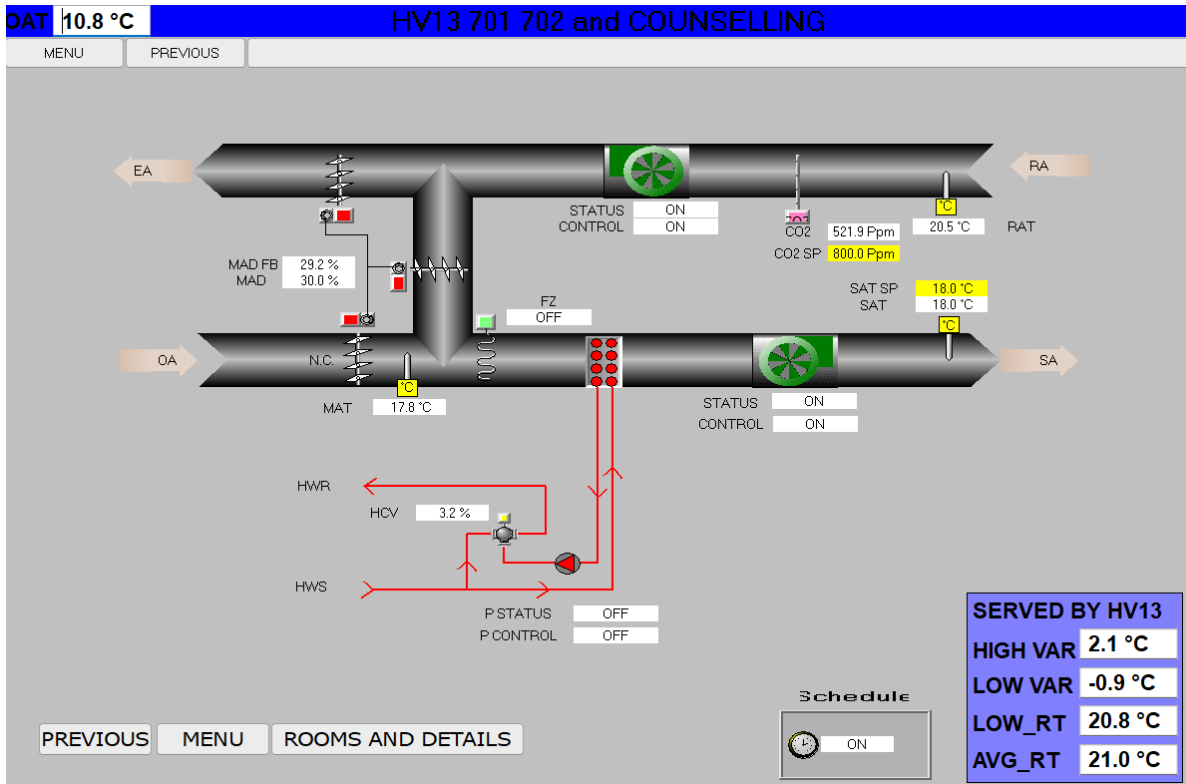 OAT 10.8 °C HV13 701 702 and COUNSELLING
MENU PREVIOUS
EA
RA
STATUS ON
CONTROL ON
CO2
CO2 521.9 Ppm
CO2 SP 800.0 Ppm
°C
20.5 °C RAT
MAD FB 29.2 %
MAD 30.0 %
SAT SP 18.0 °C
SAT 18.0 °C
FZ
OFF
°C
OA
N.C.
SA
°C
MAT 17.8 °C
STATUS ON
CONTROL ON
HWR
HCV 3.2 %
HWS
P STATUS OFF
P CONTROL OFF
SERVED BY HV13
HIGH VAR 2.1 °C
LOW VAR -0.9 °C
LOW_RT 20.8 °C
AVG_RT 21.0 °C
Schedule
ON
PREVIOUS MENU ROOMS AND DETAILS